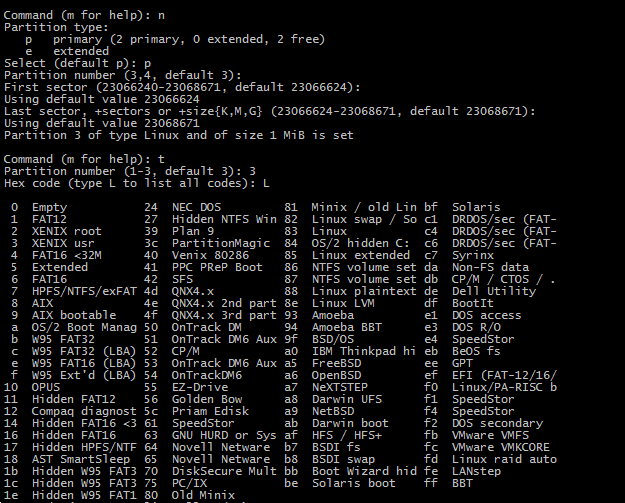 Command (m for help): n
Partition type:
   p   primary (2 primary, 0 extended, 2 free)
   e   extended
Select (default p): p
Partition number (3,4, default 3):
First sector (23066240-23068671, default 23066624):
Using default value 23066624
Last sector, +sectors or +size{K,M,G} (23066624-23068671, default 23068671):
Using default value 23068671
Partition 3 of type Linux and of size 1 MiB is set

Command (m for help): t
Partition number (1-3, default 3): 3
Hex code (type L to list all codes): L

 0  Empty           24  NEC DOS         81  Minix / old Lin bf  Solaris
 1  FAT12           27  Hidden NTFS Win 82  Linux swap / So c1  DRDOS/sec (FAT-
 2  XENIX root      39  Plan 9          83  Linux           c4  DRDOS/sec (FAT-
 3  XENIX usr       3c  PartitionMagic  84  OS/2 hidden C:  c6  DRDOS/sec (FAT-
 4  FAT16 <32M      40  Venix 80286     85  Linux extended  c7  Syrinx
 5  Extended        41  PPC PReP Boot   86  NTFS volume set da  Non-FS data
 6  FAT16           42  SFS             87  NTFS volume set db  CP/M / CTOS / .
 7  HPFS/NTFS/exFAT 4d  QNX4.x          88  Linux plaintext de  Dell Utility
 8  AIX             4e  QNX4.x 2nd part 8e  Linux LVM       df  BootIt
 9  AIX bootable    4f  QNX4.x 3rd part 93  Amoeba          e1  DOS access
 a  OS/2 Boot Manag 50  OnTrack DM      94  Amoeba BBT      e3  DOS R/O
 b  W95 FAT32       51  OnTrack DM6 Aux 9f  BSD/OS          e4  SpeedStor
 c  W95 FAT32 (LBA) 52  CP/M            a0  IBM Thinkpad hi eb  BeOS fs
 e  W95 FAT16 (LBA) 53  OnTrack DM6 Aux a5  FreeBSD         ee  GPT
 f  W95 Ext'd (LBA) 54  OnTrackDM6      a6  OpenBSD         ef  EFI (FAT-12/16/
10  OPUS            55  EZ-Drive        a7  NeXTSTEP        f0  Linux/PA-RISC b
11  Hidden FAT12    56  Golden Bow      a8  Darwin UFS      f1  SpeedStor
12  Compaq diagnost 5c  Priam Edisk     a9  NetBSD          f4  SpeedStor
14  Hidden FAT16 <3 61  SpeedStor       ab  Darwin boot     f2  DOS secondary
16  Hidden FAT16    63  GNU HURD or Sys af  HFS / HFS+      fb  VMware VMFS
17  Hidden HPFS/NTF 64  Novell Netware  b7  BSDI fs         fc  VMware VMKCORE
18  AST SmartSleep  65  Novell Netware  b8  BSDI swap       fd  Linux raid auto
1b  Hidden W95 FAT3 70  DiskSecure Mult bb  Boot Wizard hid fe  LANstep
1c  Hidden W95 FAT3 75  PC/IX           be  Solaris boot    ff  BBT
1e  Hidden W95 FAT1 80  Old Minix